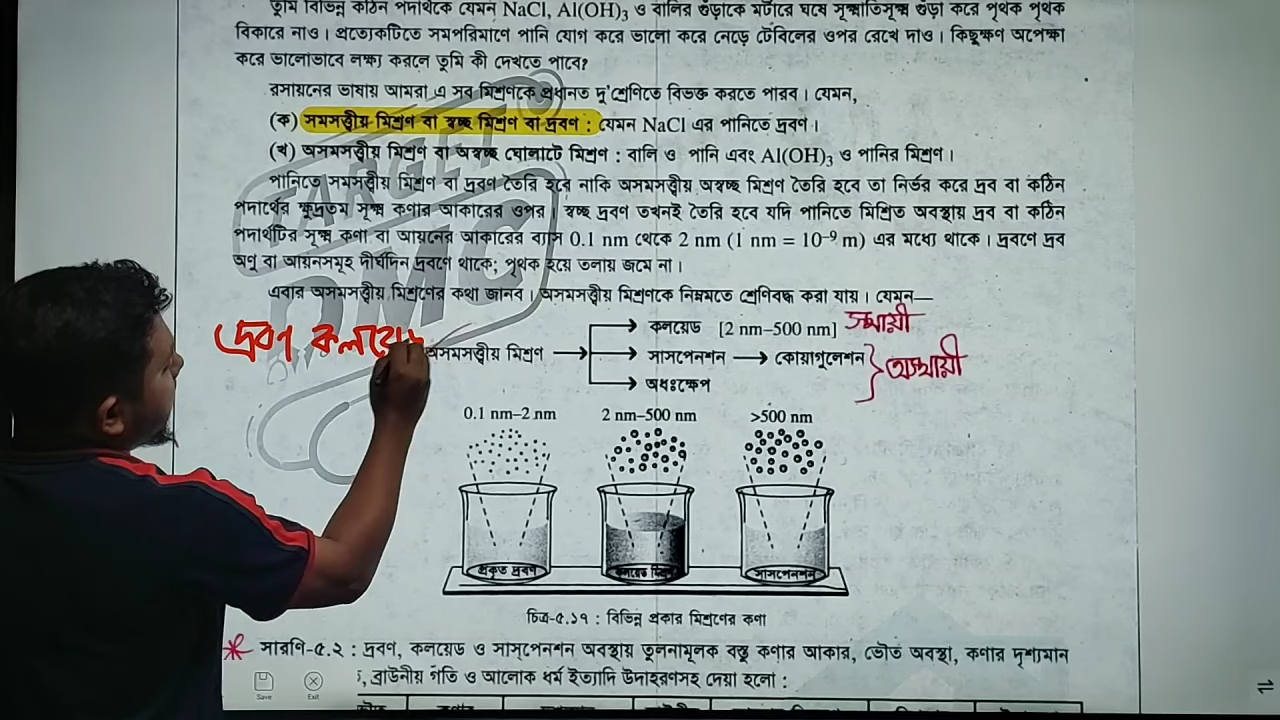 তুমি বিভিন্ন কঠিন পদার্থকে যেমন NaCl, Al(OH)₃ ও বালির গুঁড়াকে মর্টারে ঘষে সূক্ষ্মাতিসূক্ষ্ম গুঁড়া করে পৃথক পৃথক
বিকারে নাও। প্রত্যেকটিতে সমপরিমাণে পানি যোগ করে ভালো করে নেড়ে টেবিলের ওপর রেখে দাও। কিছুক্ষণ অপেক্ষা
করে ভালোভাবে লক্ষ্য করলে তুমি কী দেখতে পাবে?
রসায়নের ভাষায় আমরা এ সব মিশ্রণকে প্রধানত দু'শ্রেণিতে বিভক্ত করতে পারব। যেমন,
(ক) সমসত্ত্বীয় মিশ্রণ বা স্বচ্ছ মিশ্রণ বা দ্রবণ : যেমন NaCl এর পানিতে দ্রবণ।
(খ) অসমসত্ত্বীয় মিশ্রণ বা অস্বচ্ছ ঘোলাটে মিশ্রণ : বালি ও পানি এবং Al(OH)₃ ও পানির মিশ্রণ।
পানিতে সমসত্ত্বীয় মিশ্রণ বা দ্রবণ তৈরি হবে নাকি অসমসত্ত্বীয় অস্বচ্ছ মিশ্রণ তৈরি হবে তা নির্ভর করে দ্রব বা কঠিন
পদার্থের ক্ষুদ্রতম সূক্ষ্ম কণার আকারের ওপর। স্বচ্ছ দ্রবণ তখনই তৈরি হবে যদি পানিতে মিশ্রিত অবস্থায় দ্রব বা কঠিন
পদার্থটির সূক্ষ্ম কণা বা আয়নের আকারের ব্যাস 0.1 nm থেকে 2 nm (1 nm = 10⁻⁹ m) এর মধ্যে থাকে। দ্রবণে দ্রব
অণু বা আয়নসমূহ দীর্ঘদিন দ্রবণে থাকে; পৃথক হয়ে তলায় জমে না।
এবার অসমসত্ত্বীয় মিশ্রণের কথা জানব। অসমসত্ত্বীয় মিশ্রণকে নিম্নমতে শ্রেণিবদ্ধ করা যায়। যেমন—
কলয়েড [2 nm–500 nm] স্থায়ী
দ্রবণ কলয়েড
অসমসত্ত্বীয় মিশ্রণ → সাসপেনশন → কোয়াগুলেশন } অস্থায়ী
অধঃক্ষেপ
0.1 nm–2 nm 2 nm–500 nm >500 nm
প্রকৃত দ্রবণ কলয়েড মিশ্রণ সাসপেনশন
চিত্র-৫.১৭ : বিভিন্ন প্রকার মিশ্রণের কণা
* সারণি-৫.২ : দ্রবণ, কলয়েড ও সাস্পেনশন অবস্থায় তুলনামূলক বস্তু কণার আকার, ভৌত অবস্থা, কণার দৃশ্যমান
, ব্রাউনীয় গতি ও আলোক ধর্ম ইত্যাদি উদাহরণসহ দেয়া হলো :
Save Exit
TARGET
DMC